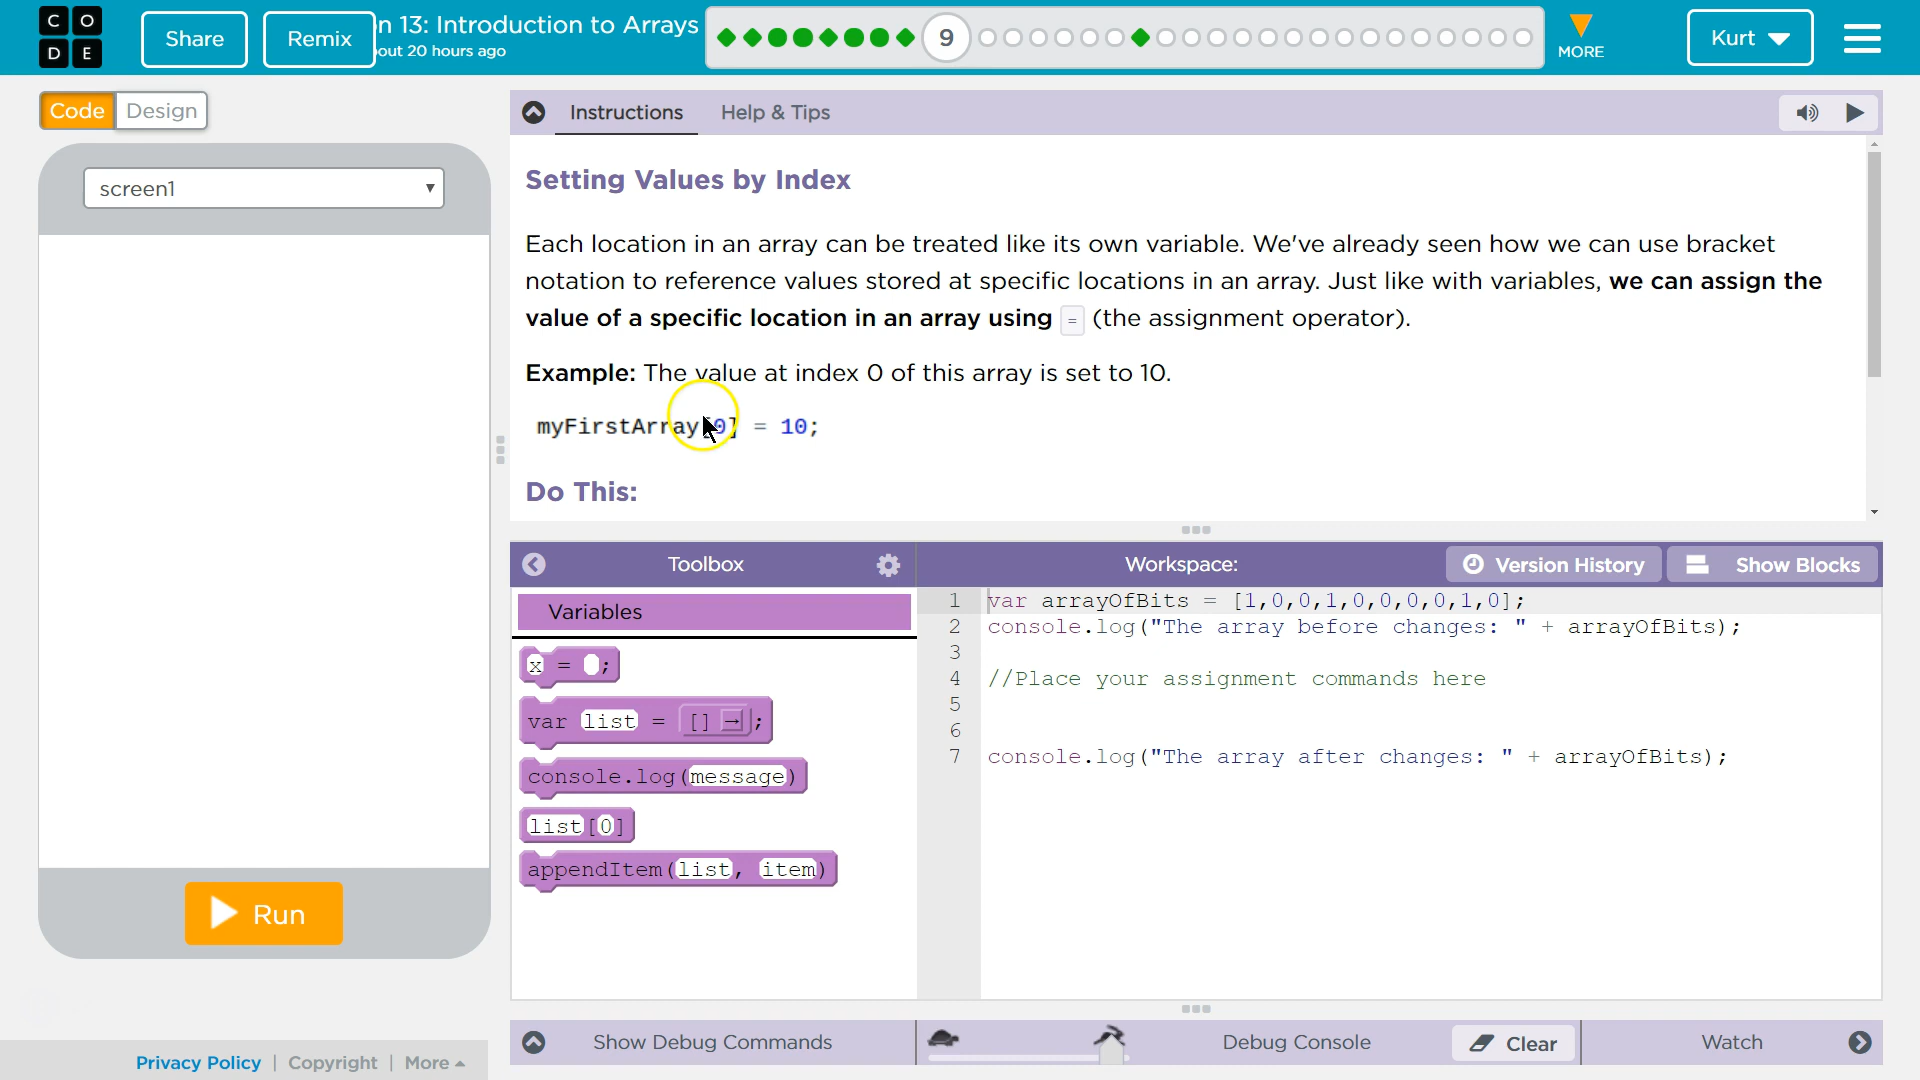 C O
D E
Share
Remix
n 13: Introduction to Arrays
out 20 hours ago
9
MORE
Kurt
Code
Design
Instructions
Help & Tips
screen1
Setting Values by Index
Each location in an array can be treated like its own variable. We've already seen how we can use bracket
notation to reference values stored at specific locations in an array. Just like with variables, we can assign the
value of a specific location in an array using = (the assignment operator).
Example: The value at index 0 of this array is set to 10.
myFirstArray[0] = 10;
Do This:
Toolbox
Workspace:
Version History
Show Blocks
Variables
x = ;
var list = [] → ;
console.log(message)
list[0]
appendItem(list, item)
1 var arrayOfBits = [1,0,0,1,0,0,0,0,1,0];
2 console.log("The array before changes: " + arrayOfBits);
3
4 //Place your assignment commands here
5
6
7 console.log("The array after changes: " + arrayOfBits);
Run
Show Debug Commands
Debug Console
Clear
Watch
Privacy Policy | Copyright | More